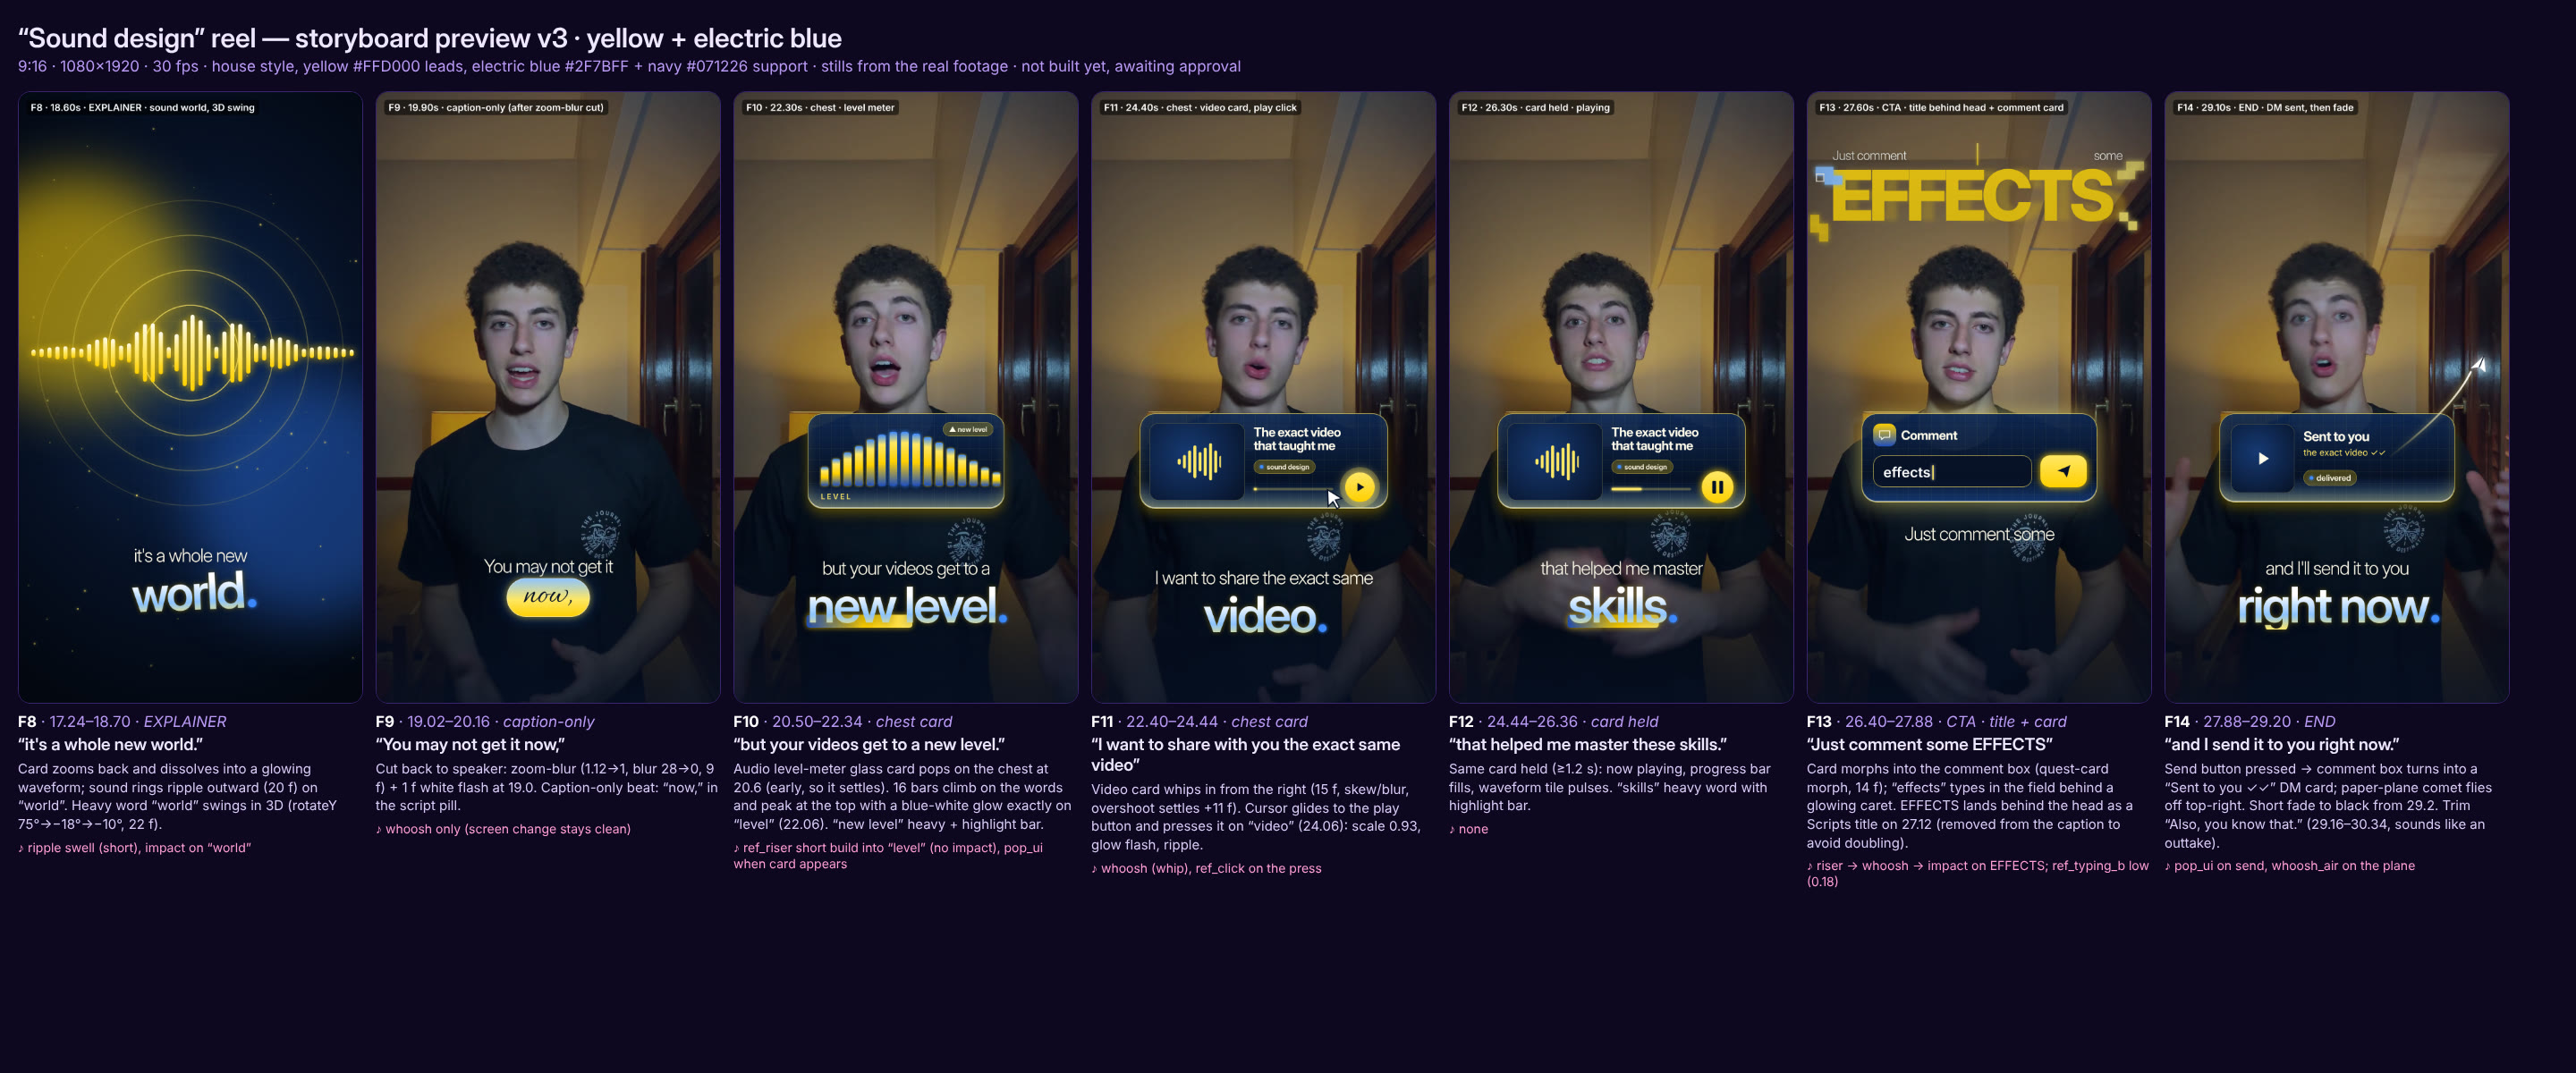 “Sound design” reel — storyboard preview v3 · yellow + electric blue
9:16 · 1080×1920 · 30 fps · house style, yellow #FFD000 leads, electric blue #2F7BFF + navy #071226 support · stills from the real footage · not built yet, awaiting approval
F8 · 18.60s · EXPLAINER · sound world, 3D swing
it's a whole new
world.
F8 · 17.24–18.70 · EXPLAINER
“it's a whole new world.”
Card zooms back and dissolves into a glowing
waveform; sound rings ripple outward (20 f) on
“world”. Heavy word “world” swings in 3D (rotateY
75°→−18°→−10°, 22 f).
♪ ripple swell (short), impact on “world”
F9 · 19.90s · caption-only (after zoom-blur cut)
You may not get it
now,
F9 · 19.02–20.16 · caption-only
“You may not get it now,”
Cut back to speaker: zoom-blur (1.12→1, blur 28→0, 9
f) + 1 f white flash at 19.0. Caption-only beat: “now,” in
the script pill.
♪ whoosh only (screen change stays clean)
F10 · 22.30s · chest · level meter
▲ new level
LEVEL
but your videos get to a
new level.
F10 · 20.50–22.34 · chest card
“but your videos get to a new level.”
Audio level-meter glass card pops on the chest at
20.6 (early, so it settles). 16 bars climb on the words
and peak at the top with a blue-white glow exactly on
“level” (22.06). “new level” heavy + highlight bar.
♪ ref_riser short build into “level” (no impact), pop_ui
when card appears
F11 · 24.40s · chest · video card, play click
The exact video
that taught me
sound design
I want to share the exact same
video.
F11 · 22.40–24.44 · chest card
“I want to share with you the exact same
video”
Video card whips in from the right (15 f, skew/blur,
overshoot settles +11 f). Cursor glides to the play
button and presses it on “video” (24.06): scale 0.93,
glow flash, ripple.
♪ whoosh (whip), ref_click on the press
F12 · 26.30s · card held · playing
The exact video
that taught me
sound design
that helped me master
skills.
F12 · 24.44–26.36 · card held
“that helped me master these skills.”
Same card held (≥1.2 s): now playing, progress bar
fills, waveform tile pulses. “skills” heavy word with
highlight bar.
♪ none
F13 · 27.60s · CTA · title behind head + comment card
Just comment some
EFFECTS
Comment
effects
Just comment some
F13 · 26.40–27.88 · CTA · title + card
“Just comment some EFFECTS”
Card morphs into the comment box (quest-card
morph, 14 f); “effects” types in the field behind a
glowing caret. EFFECTS lands behind the head as a
Scripts title on 27.12 (removed from the caption to
avoid doubling).
♪ riser → whoosh → impact on EFFECTS; ref_typing_b low
(0.18)
F14 · 29.10s · END · DM sent, then fade
Sent to you
the exact video ✓✓
delivered
and I'll send it to you
right now.
F14 · 27.88–29.20 · END
“and I send it to you right now.”
Send button pressed → comment box turns into a
“Sent to you ✓✓” DM card; paper-plane comet flies
off top-right. Short fade to black from 29.2. Trim
“Also, you know that.” (29.16–30.34, sounds like an
outtake).
♪ pop_ui on send, whoosh_air on the plane